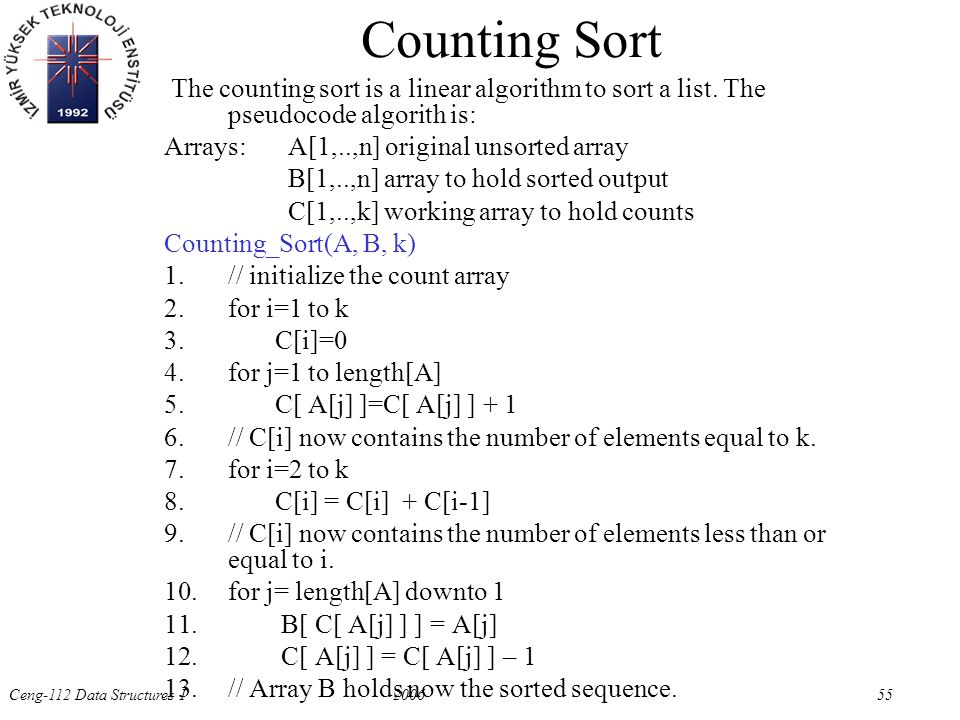 İZMİR YÜKSEK TEKNOLOJİ ENSTİTÜSÜ
1992
Counting Sort
The counting sort is a linear algorithm to sort a list. The
pseudocode algorith is:
Arrays: A[1,..,n] original unsorted array
B[1,..,n] array to hold sorted output
C[1,..,k] working array to hold counts
Counting_Sort(A, B, k)
1. // initialize the count array
2. for i=1 to k
3. C[i]=0
4. for j=1 to length[A]
5. C[ A[j] ]=C[ A[j] ] + 1
6. // C[i] now contains the number of elements equal to k.
7. for i=2 to k
8. C[i] = C[i] + C[i-1]
9. // C[i] now contains the number of elements less than or
equal to i.
10. for j= length[A] downto 1
11. B[ C[ A[j] ] ] = A[j]
12. C[ A[j] ] = C[ A[j] ] – 1
13. // Array B holds now the sorted sequence.
Ceng-112 Data Structures I 55